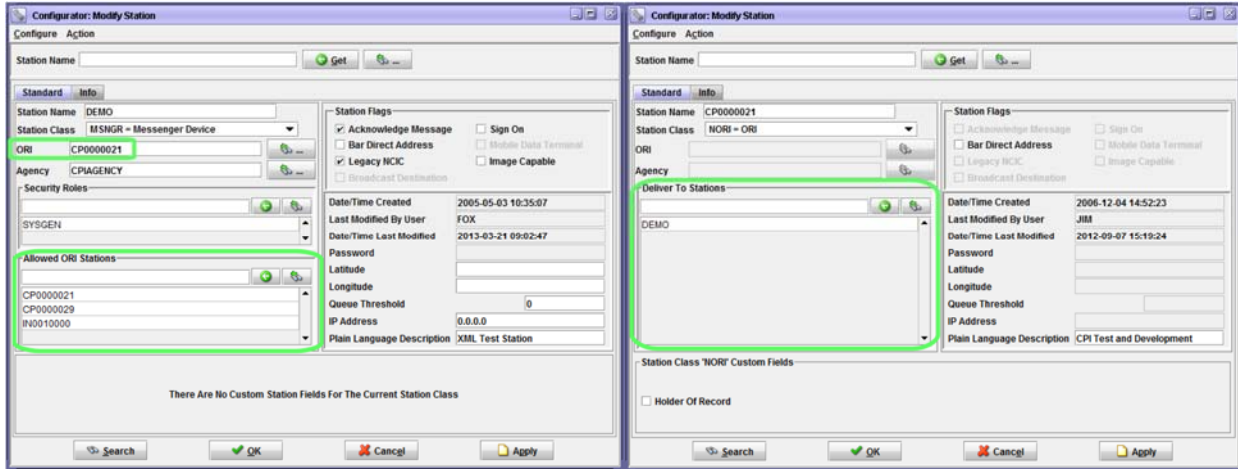 Configurator: Modify Station
Configure Action
Station Name
Get
...
Standard Info
Station Name DEMO
Station Class MSNGR = Messenger Device
ORI CP0000021 ...
Agency CPIAGENCY ...
Security Roles
SYSGEN
Allowed ORI Stations
CP0000021
CP0000029
IN0010000
Station Flags
Acknowledge Message Sign On
Bar Direct Address Mobile Data Terminal
Legacy NCIC Image Capable
Broadcast Destination
Date/Time Created 2005-05-03 10:35:07
Last Modified By User FOX
Date/Time Last Modified 2013-03-21 09:02:47
Password
Latitude
Longitude
Queue Threshold 0
IP Address 0.0.0.0
Plain Language Description XML Test Station
There Are No Custom Station Fields For The Current Station Class
Search OK Cancel Apply
Configurator: Modify Station
Configure Action
Station Name
Get
...
Standard Info
Station Name CP0000021
Station Class NORI = ORI
ORI
Agency
Deliver To Stations
DEMO
Station Flags
Acknowledge Message Sign On
Bar Direct Address Mobile Data Terminal
Legacy NCIC Image Capable
Broadcast Destination
Date/Time Created 2006-12-04 14:52:23
Last Modified By User JIM
Date/Time Last Modified 2012-09-07 15:19:24
Password
Latitude
Longitude
Queue Threshold
IP Address
Plain Language Description CPI Test and Development
Station Class 'NORI' Custom Fields
Holder Of Record
Search OK Cancel Apply